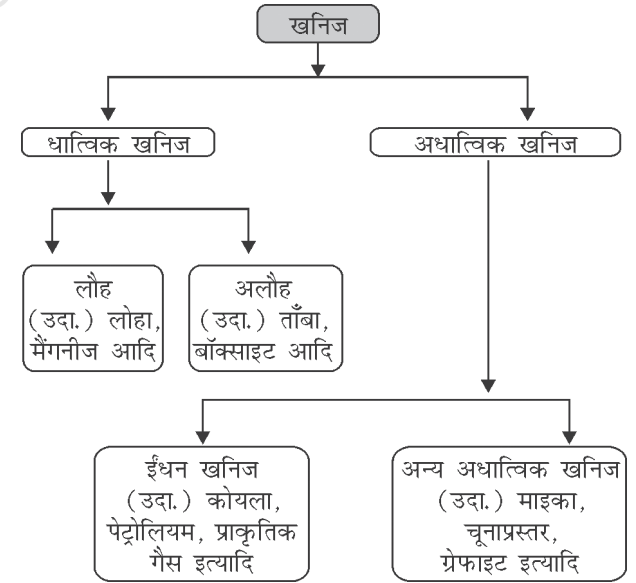 खनिज
धात्विक खनिज
अधात्विक खनिज
लौह
(उदा.) लोहा,
मैंगनीज आदि
अलौह
(उदा.) ताँबा,
बॉक्साइट आदि
ईंधन खनिज
(उदा.) कोयला,
पेट्रोलियम, प्राकृतिक
गैस इत्यादि
अन्य अधात्विक खनिज
(उदा.) माइका,
चूनाप्रस्तर,
ग्रेफाइट इत्यादि